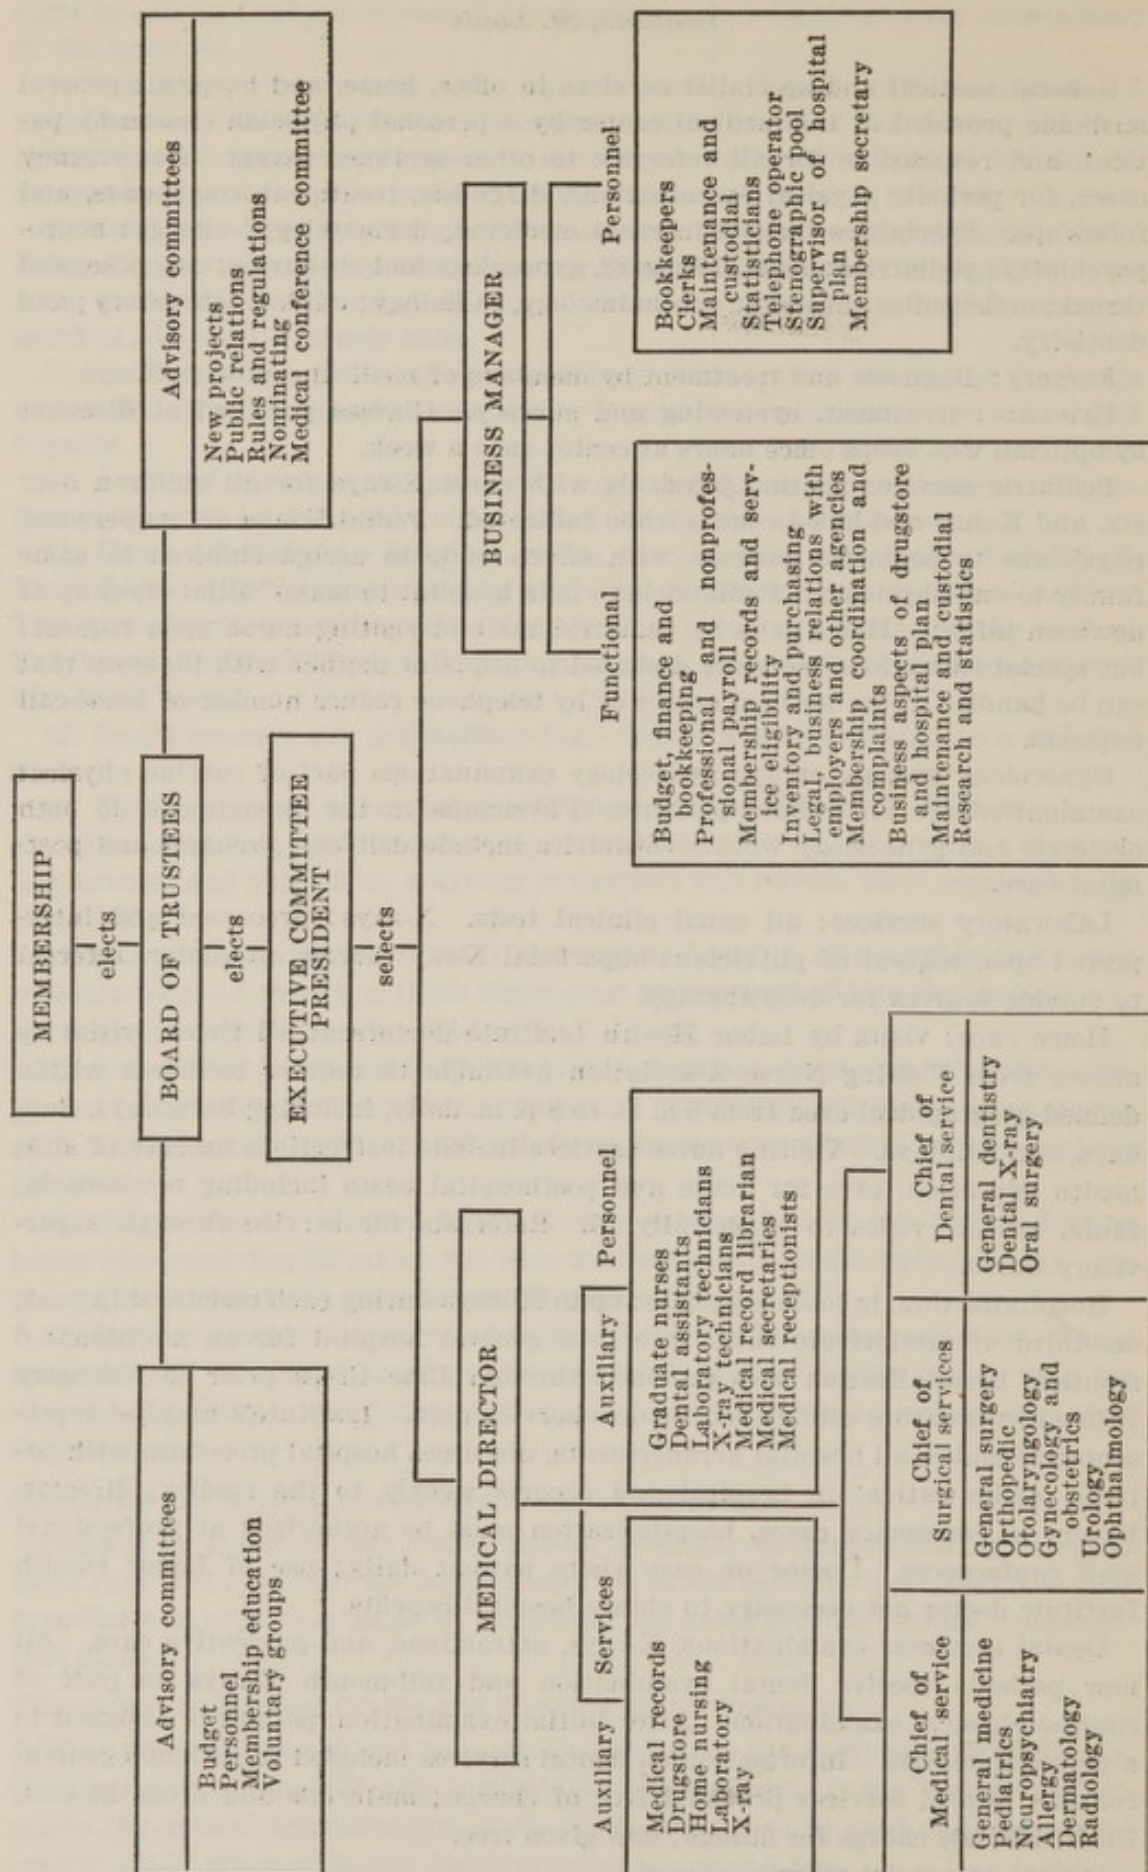 MEMBERSHIP
elects
BOARD OF TRUSTEES
elects
EXECUTIVE COMMITTEE
PRESIDENT
selects
Advisory committees
Budget
Personnel
Membership education
Voluntary groups
Advisory committees
New projects
Public relations
Rules and regulations
Nominating
Medical conference committee
MEDICAL DIRECTOR
Auxiliary Services
Medical records
Drugstore
Home nursing
Laboratory
X-ray
Auxiliary Personnel
Graduate nurses
Dental assistants
Laboratory technicians
X-ray technicians
Medical record librarian
Medical secretaries
Medical receptionists
Chief of
Medical service
General medicine
Pediatrics
Neuropsychiatry
Allergy
Dermatology
Radiology
Chief of
Surgical services
General surgery
Orthopedic
Otolaryngology
Gynecology and
obstetrics
Urology
Ophthalmology
Chief of
Dental service
General dentistry
Dental X-ray
Oral surgery
BUSINESS MANAGER
Functional
Budget, finance and
bookkeeping
Professional and nonprofes-
sional payroll
Membership records and serv-
ice eligibility
Inventory and purchasing
Legal, business relations with
employers and other agencies
Membership coordination and
complaints
Business aspects of drugstore
and hospital plan
Maintenance and custodial
Research and statistics
Personnel
Bookkeepers
Clerks
Maintenance and
custodial
Statisticians
Telephone operator
Stenographic pool
Supervisor of hospital
plan
Membership secretary